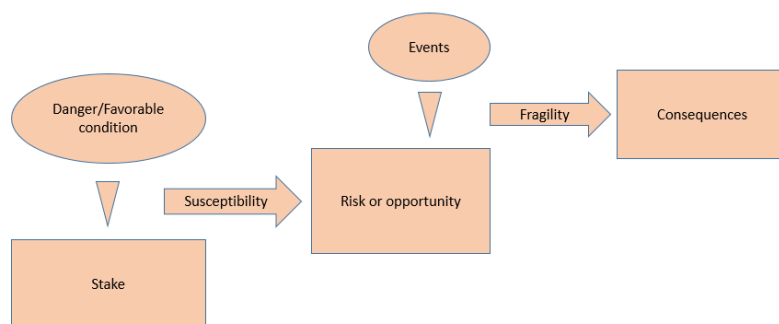 Events
Danger/Favorable
condition
Fragility
Consequences
Susceptibility
Risk or opportunity
Stake